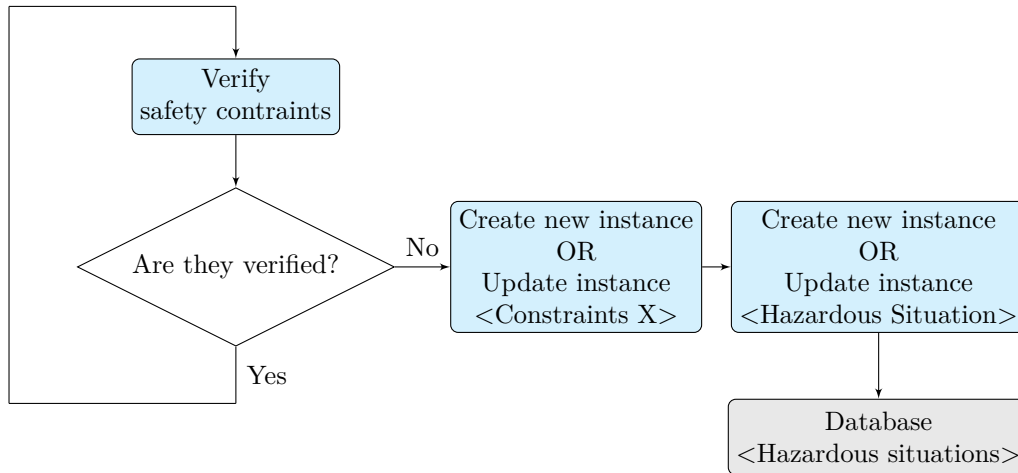 Verify
safety contraints
Are they verified?
No
Create new instance
OR
Update instance
<Constraints X>
Create new instance
OR
Update instance
<Hazardous Situation>
Yes
Database
<Hazardous situations>